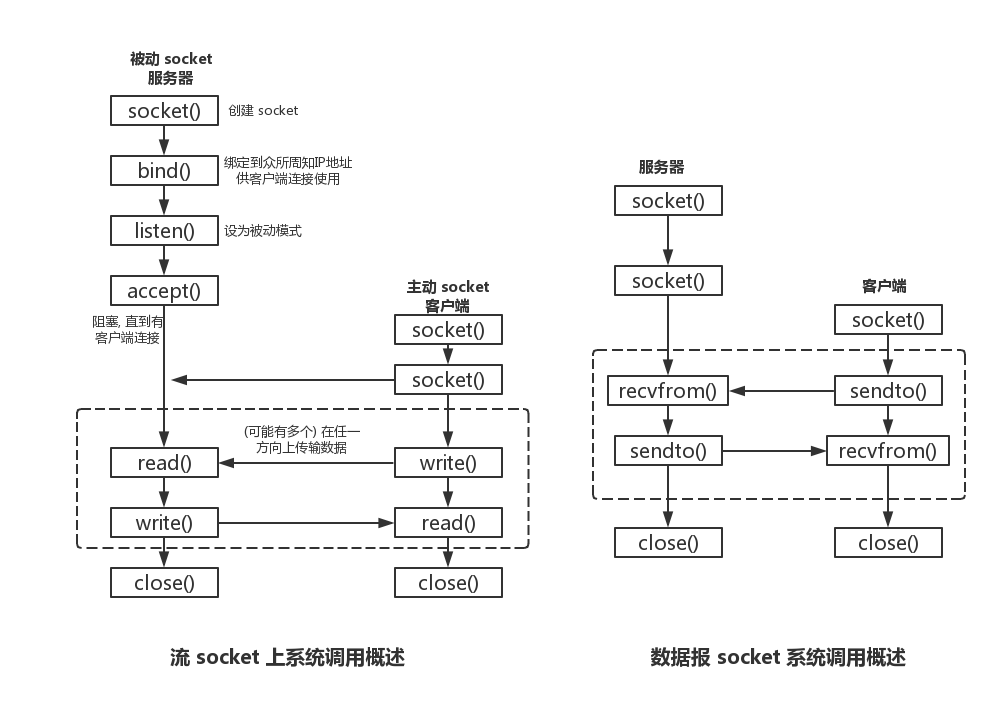 被动 socket
服务器
socket()
创建 socket
bind()
绑定到众所周知IP地址
供客户端连接使用
listen()
设为被动模式
accept()
阻塞, 直到有
客户端连接
主动 socket
客户端
socket()
socket()
(可能有多个) 在任一
方向上传输数据
read()
write()
write()
read()
close()
close()
流 socket 上系统调用概述
服务器
socket()
socket()
客户端
socket()
recvfrom()
sendto()
sendto()
recvfrom()
close()
close()
数据报 socket 系统调用概述